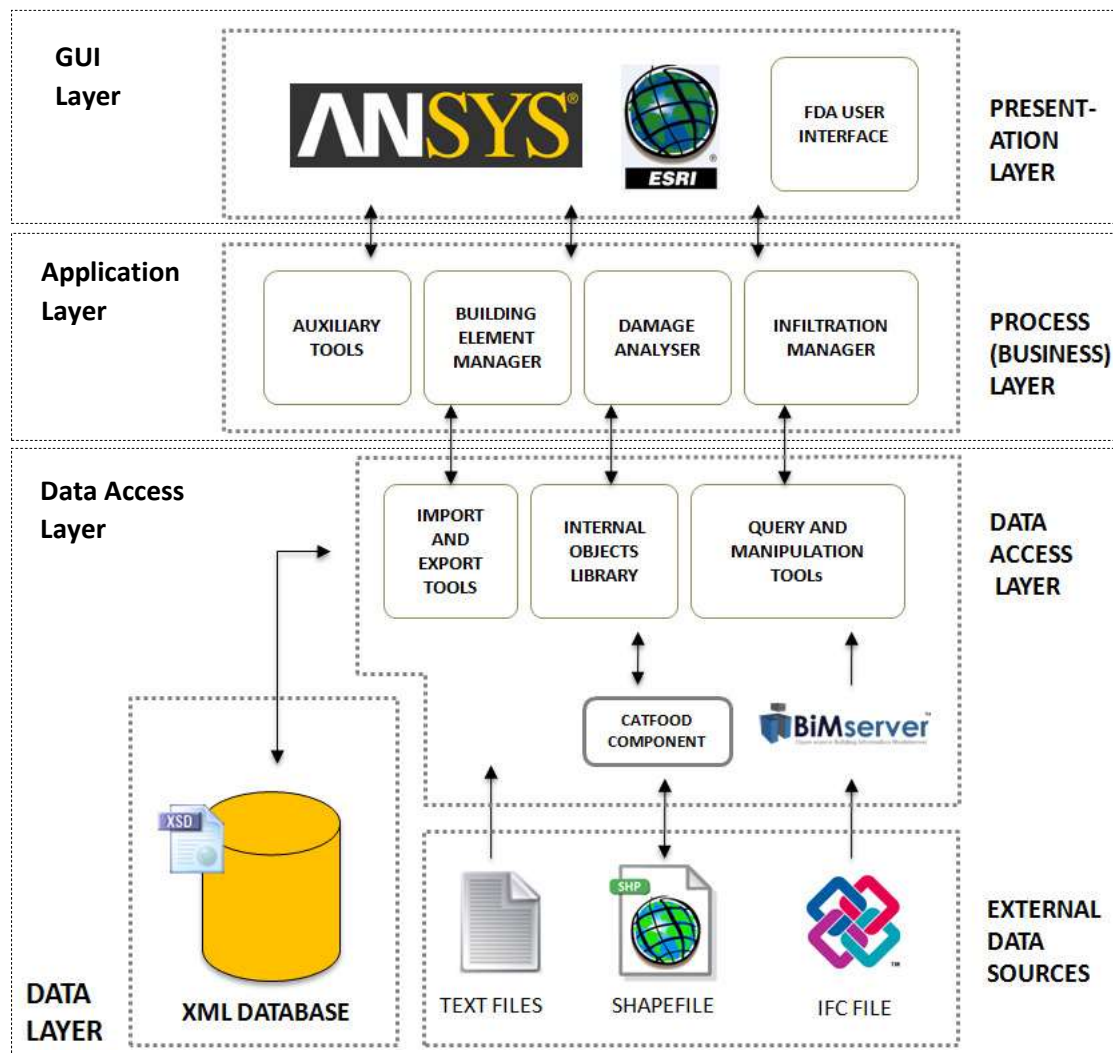 GUI
Layer
ANSYS®
ESRI
®
FDA USER
INTERFACE
PRESENT-
ATION
LAYER
Application
Layer
AUXILIARY
TOOLS
BUILDING
ELEMENT
MANAGER
DAMAGE
ANALYSER
INFILTRATION
MANAGER
PROCESS
(BUSINESS)
LAYER
Data Access
Layer
IMPORT
AND
EXPORT
TOOLS
INTERNAL
OBJECTS
LIBRARY
QUERY AND
MANIPULATION
TOOLs
DATA
ACCESS
LAYER
CATFOOD
COMPONENT
BiMserver™
XSD
XML DATABASE
DATA
LAYER
TEXT FILES
SHP
SHAPEFILE
™
IFC FILE
EXTERNAL
DATA
SOURCES